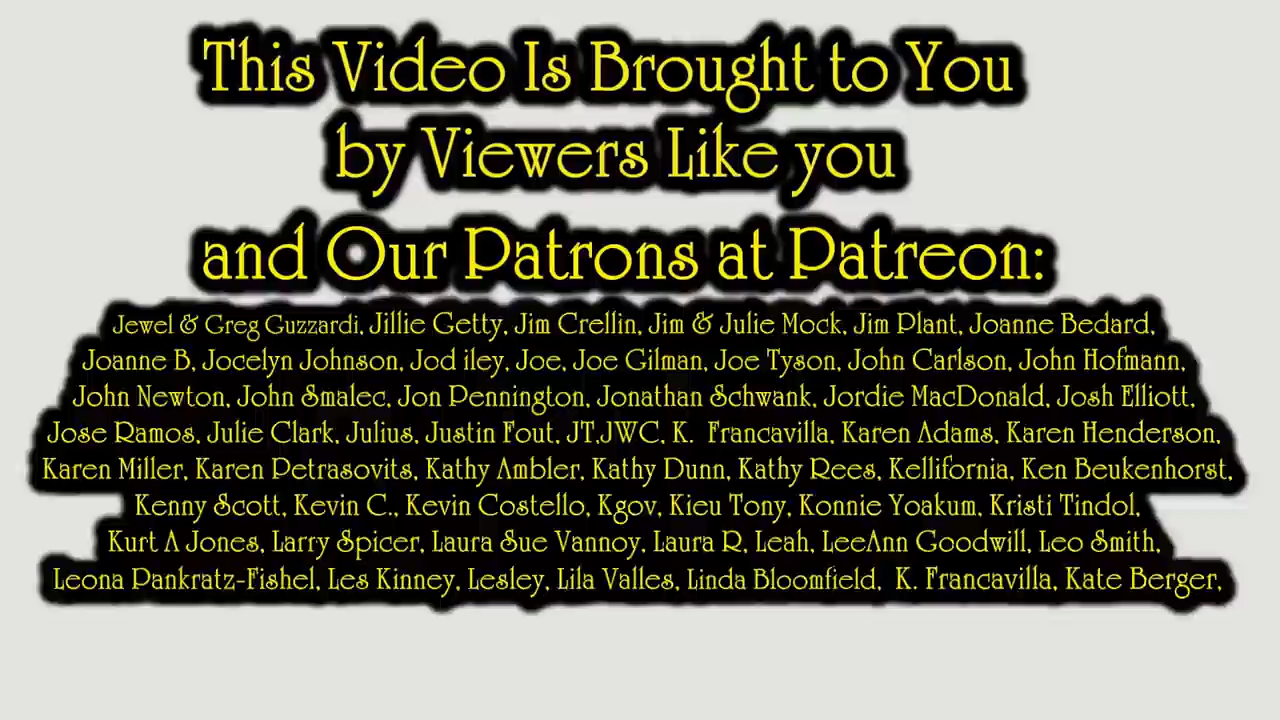 This Video Is Brought to You
by Viewers Like you
and Our Patrons at Patreon:
Jewel & Greg Guzzardi, Jillie Getty, Jim Crellin, Jim & Julie Mock, Jim Plant, Joanne Bedard,
Joanne B, Jocelyn Johnson, Jod iley, Joe, Joe Gilman, Joe Tyson, John Carlson, John Hofmann,
John Newton, John Smalec, Jon Pennington, Jonathan Schwank, Jordie MacDonald, Josh Elliott,
Jose Ramos, Julie Clark, Julius, Justin Fout, JT,JWC, K. Francavilla, Karen Adams, Karen Henderson,
Karen Miller, Karen Petrasovits, Kathy Ambler, Kathy Dunn, Kathy Rees, Kellifornia, Ken Beukenhorst,
Kenny Scott, Kevin C., Kevin Costello, Kgov, Kieu Tony, Konnie Yoakum, Kristi Tindol,
Kurt A Jones, Larry Spicer, Laura Sue Vannoy, Laura R, Leah, LeeAnn Goodwill, Leo Smith,
Leona Pankratz-Fishel, Les Kinney, Lesley, Lila Valles, Linda Bloomfield, K. Francavilla, Kate Berger,